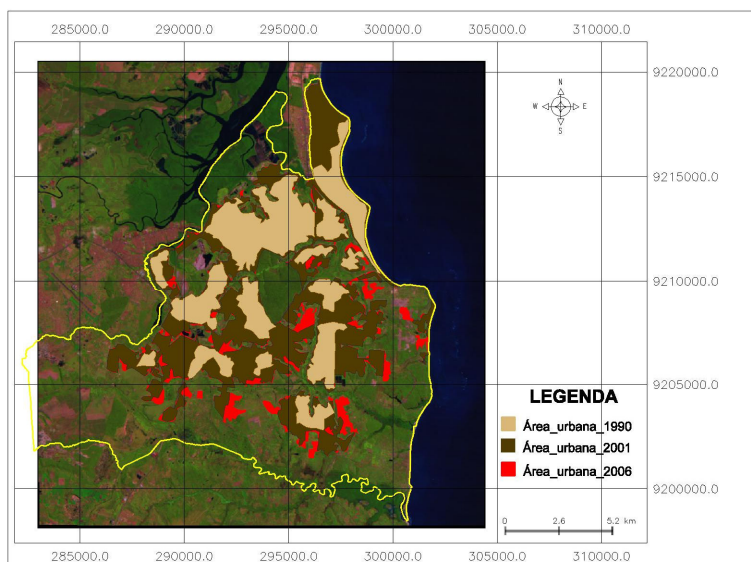 285000.0 290000.0 295000.0 300000.0 305000.0 310000.0
9220000.0
N
W E
S
9215000.0
9210000.0
9205000.0
LEGENDA
Área_urbana_1990
Área_urbana_2001
Área_urbana_2006
9200000.0
0 2.6 5.2 km
285000.0 290000.0 295000.0 300000.0 305000.0 310000.0